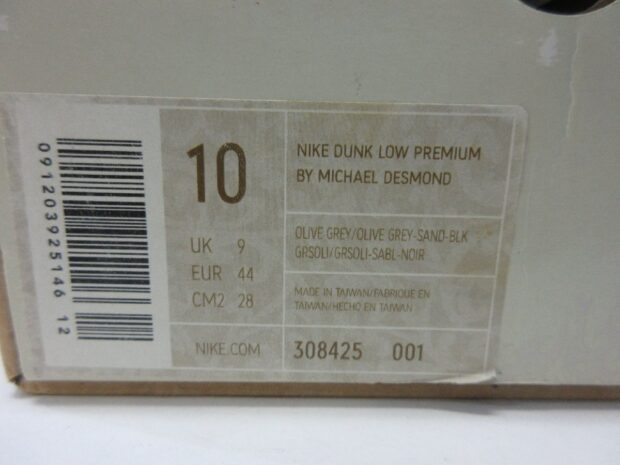 091203925146 12
10
UK 9
EUR 44
CM2 28
NIKE.COM
NIKE DUNK LOW PREMIUM
BY MICHAEL DESMOND
OLIVE GREY/OLIVE GREY-SAND-BLK
GRSOLI/GRSOLI-SABL-NOIR
MADE IN TAIWAN/FABRIQUE EN
TAIWAN/HECHO EN TAIWAN
308425 001